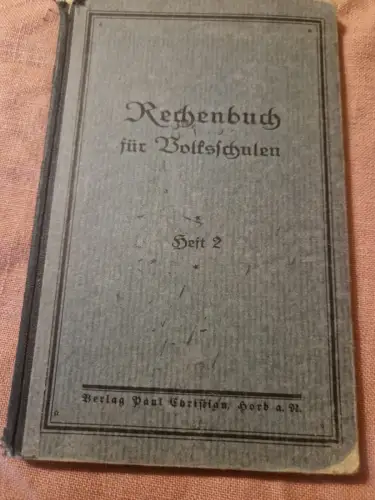 Rechenbuch
für Volksschulen
Heft 2
Verlag Paul Christian, Horb a. N.